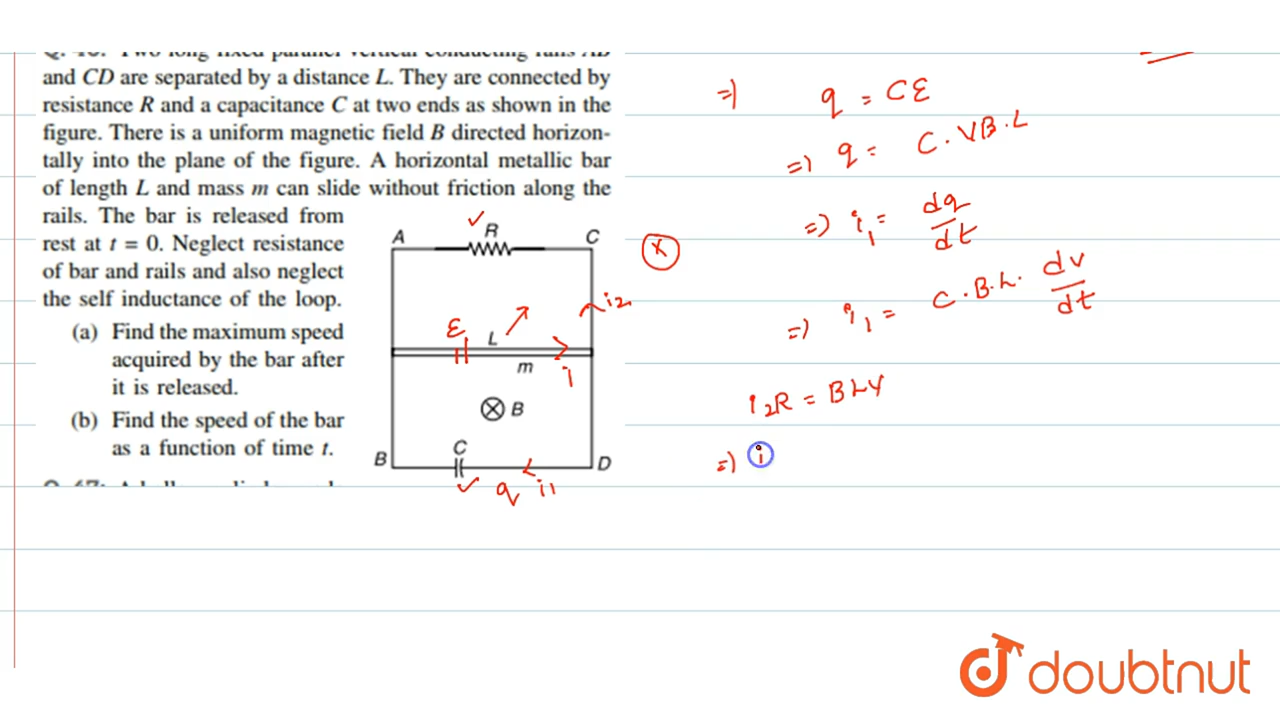 and CD are separated by a distance L. They are connected by
resistance R and a capacitance C at two ends as shown in the
figure. There is a uniform magnetic field B directed horizon-
tally into the plane of the figure. A horizontal metallic bar
of length L and mass m can slide without friction along the
rails. The bar is released from
rest at t = 0. Neglect resistance
of bar and rails and also neglect
the self inductance of the loop.
(a) Find the maximum speed
acquired by the bar after
it is released.
(b) Find the speed of the bar
as a function of time t.
A R C
i2
ε L
m i
B
B C D
q i1
x
=) q = Cε
=) q = C.VB.L
=) i1 = dq/dt
=) i1 = C.B.L. dv/dt
i2R = BLV
=) i
doubtnut